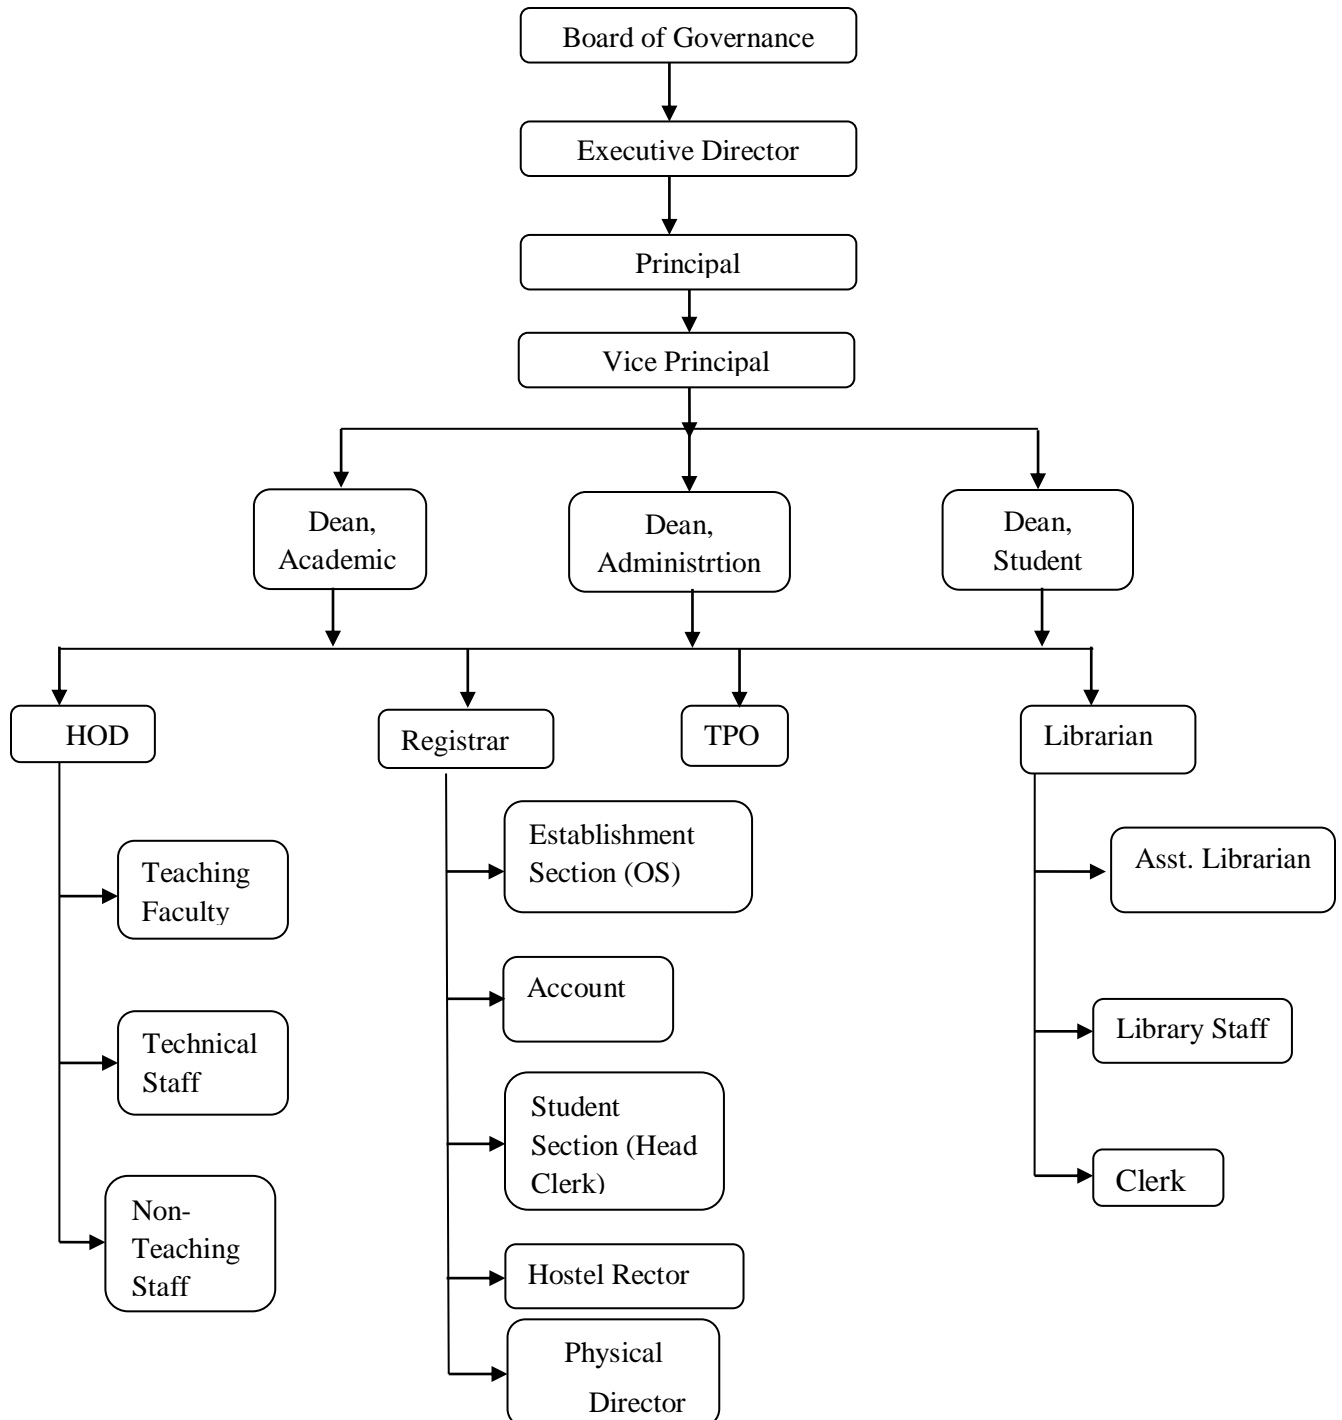 Board of Governance
Executive Director
Principal
Vice Principal
Dean,
Academic
Dean,
Administrtion
Dean,
Student
HOD
Registrar
TPO
Librarian
Teaching
Faculty
Technical
Staff
Non-
Teaching
Staff
Establishment
Section (OS)
Account
Student
Section (Head
Clerk)
Hostel Rector
Physical
Director
Asst. Librarian
Library Staff
Clerk